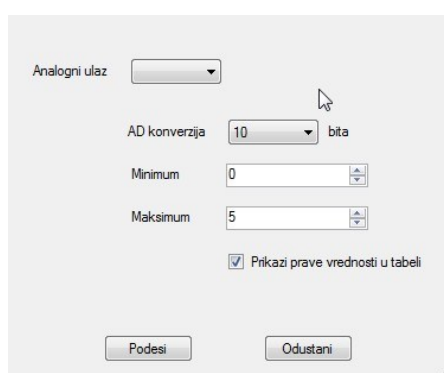 Analogni ulaz
AD konverzija 10 bita
Minimum 0
Maksimum 5
Prikazi prave vrednosti u tabeli
Podesi Odustani